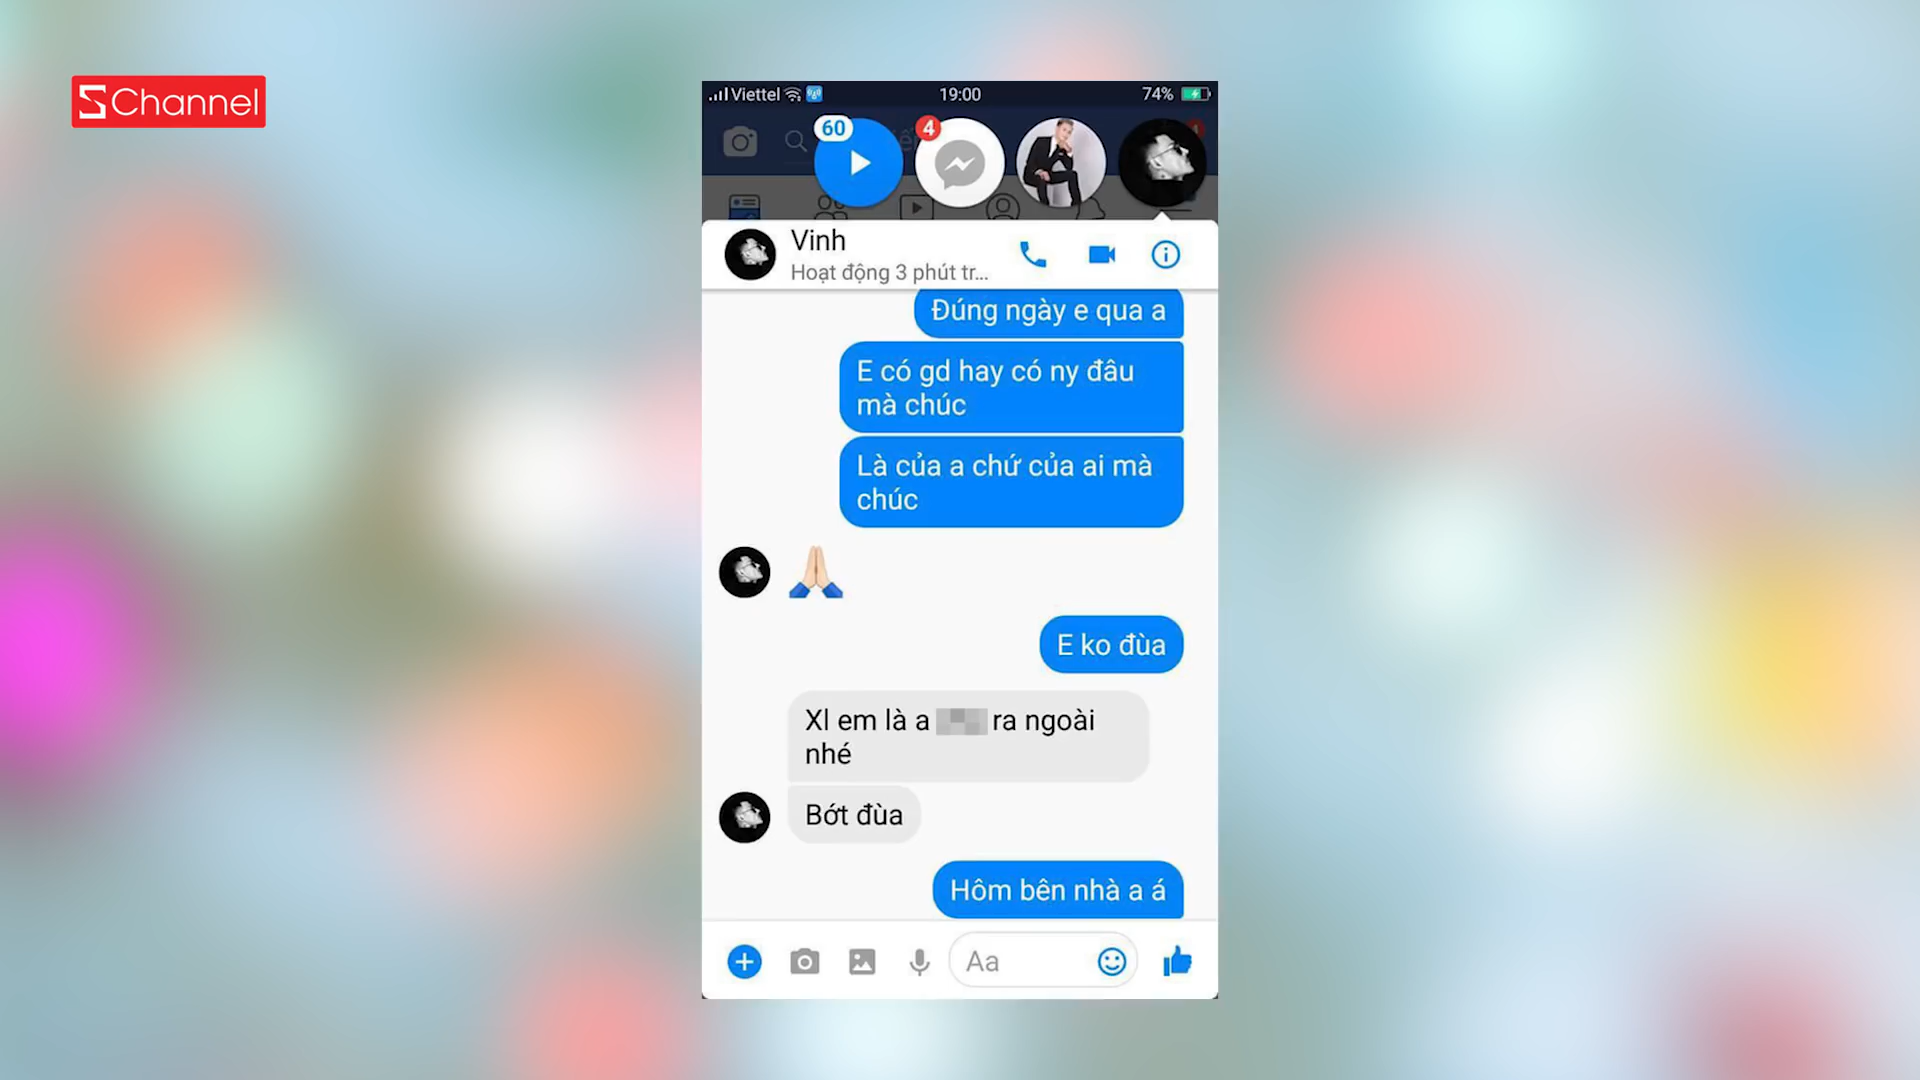 SChannel
Viettel
19:00
74%
60
4
Vinh
Hoạt động 3 phút tr...
Đúng ngày e qua a
E có gd hay có ny đâu
mà chúc
Là của a chứ của ai mà
chúc
E ko đùa
Xl em là a ra ngoài
nhé
Bớt đùa
Hôm bên nhà a á
Aa